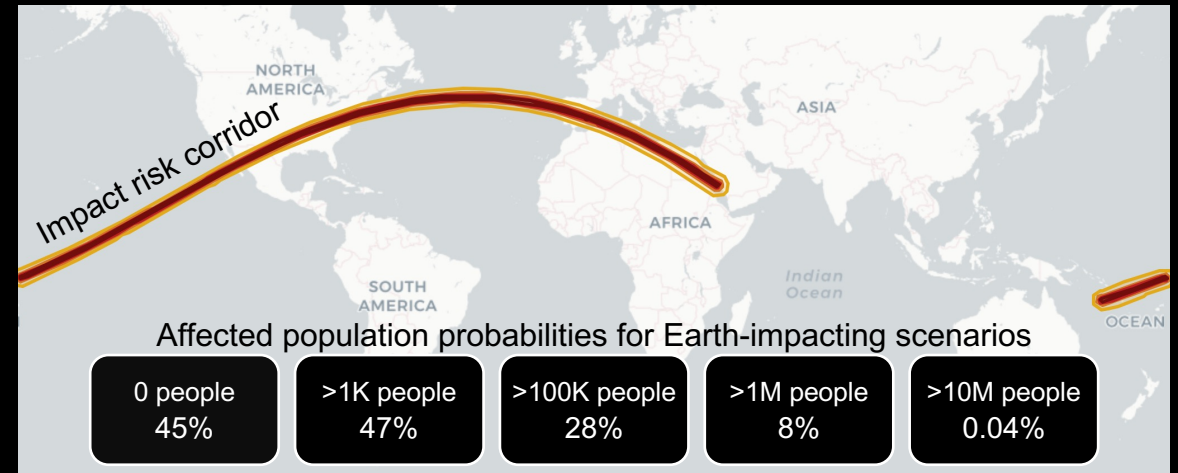 NORTH
AMERICA
ASIA
Impact risk corridor
AFRICA
SOUTH
AMERICA
Indian
Ocean
OCEAN
Affected population probabilities for Earth-impacting scenarios
0 people
45%
>1K people
47%
>100K people
28%
>1M people
8%
>10M people
0.04%